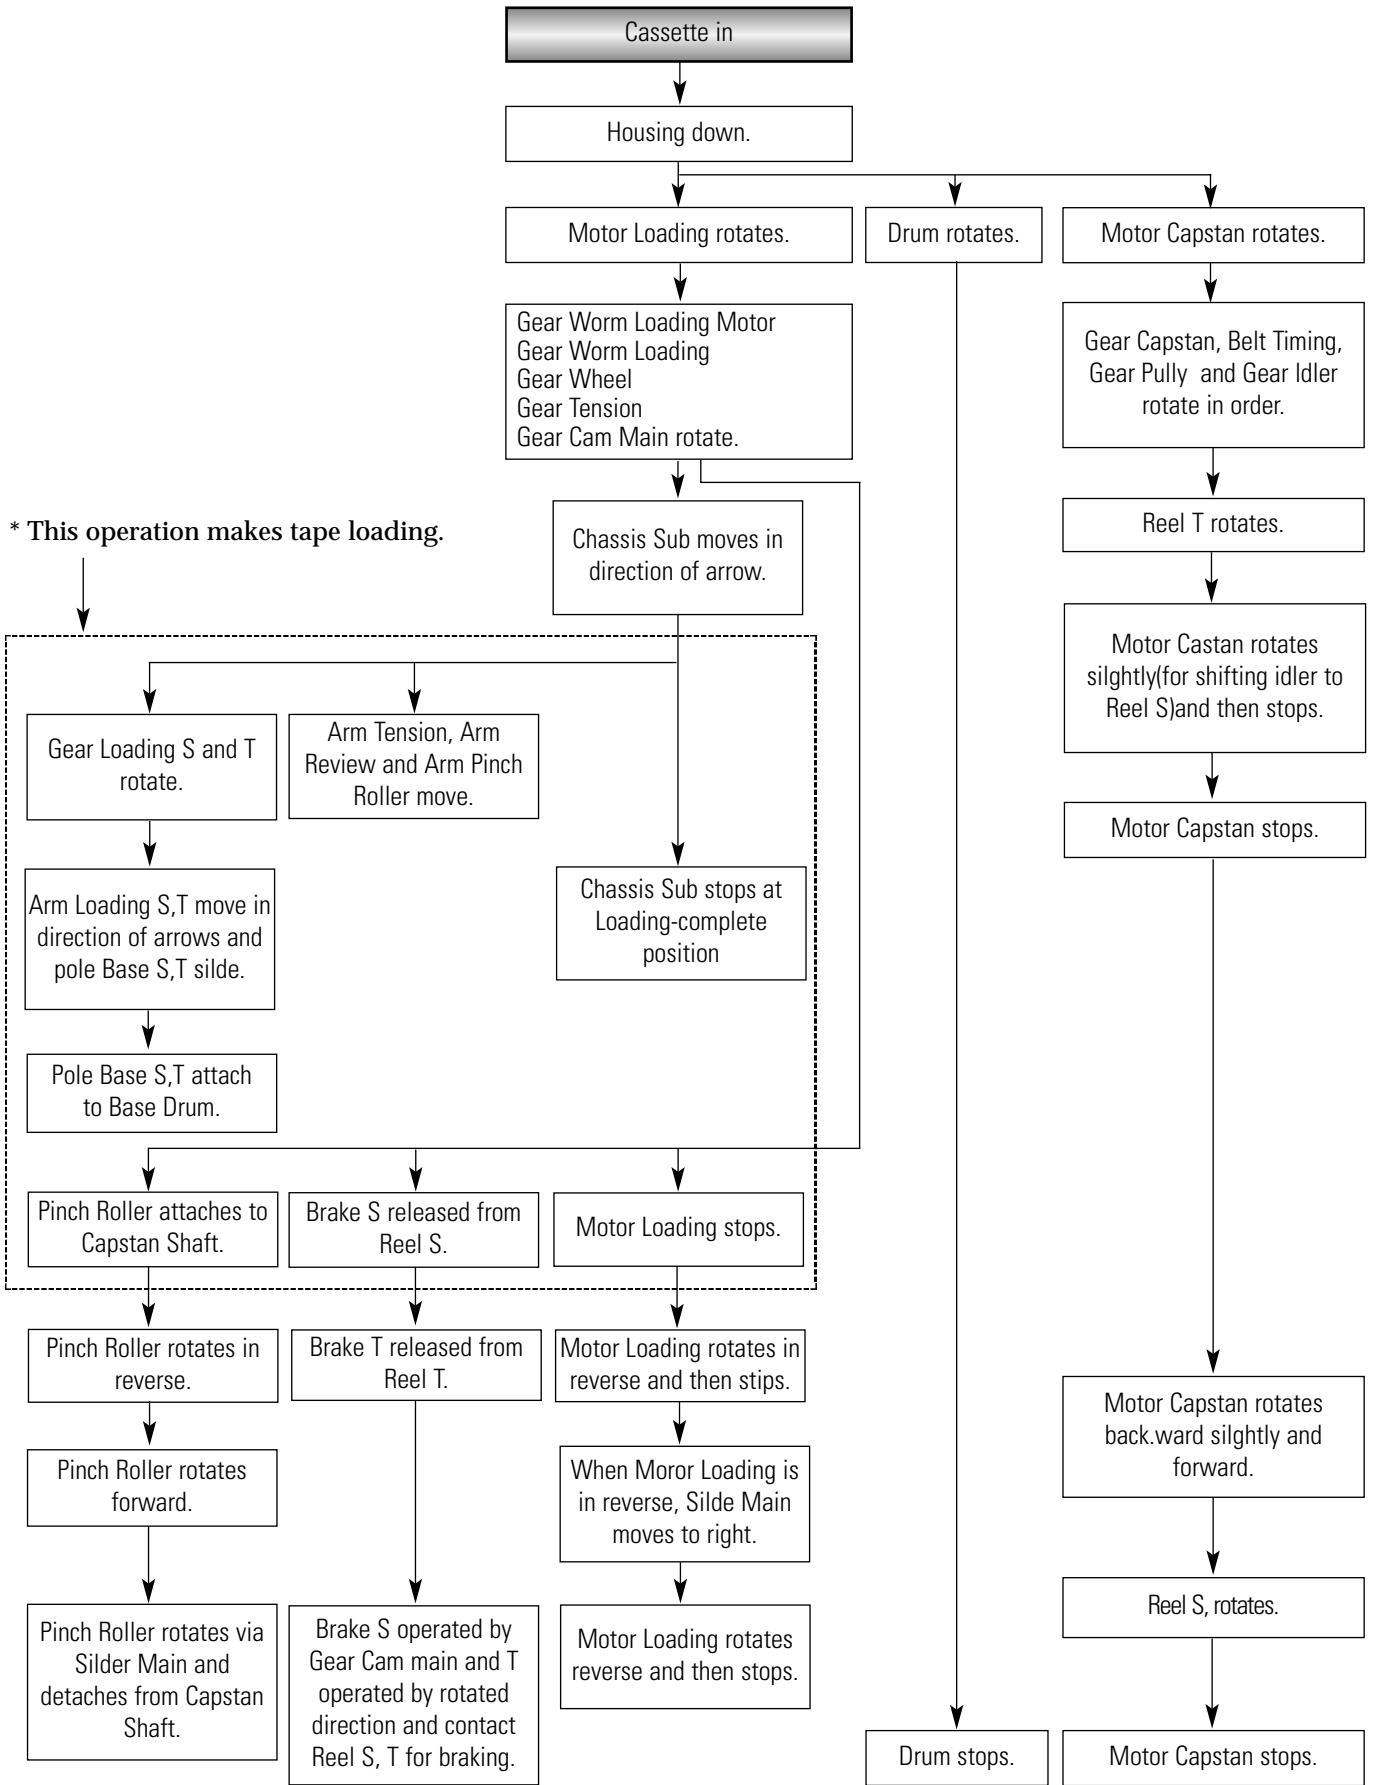 Cassette in
Housing down.
Motor Loading rotates.
Drum rotates.
Motor Capstan rotates.
Gear Worm Loading Motor
Gear Worm Loading
Gear Wheel
Gear Tension
Gear Cam Main rotate.
Gear Capstan, Belt Timing,
Gear Pully and Gear Idler
rotate in order.
Reel T rotates.
* This operation makes tape loading.
Chassis Sub moves in
direction of arrow.
Motor Castan rotates
silghtly(for shifting idler to
Reel S)and then stops.
Gear Loading S and T
rotate.
Arm Tension, Arm
Review and Arm Pinch
Roller move.
Motor Capstan stops.
Arm Loading S,T move in
direction of arrows and
pole Base S,T silde.
Chassis Sub stops at
Loading-complete
position
Pole Base S,T attach
to Base Drum.
Pinch Roller attaches to
Capstan Shaft.
Brake S released from
Reel S.
Motor Loading stops.
Pinch Roller rotates in
reverse.
Brake T released from
Reel T.
Motor Loading rotates in
reverse and then stips.
Motor Capstan rotates
back.ward silghtly and
forward.
Pinch Roller rotates
forward.
When Moror Loading is
in reverse, Silde Main
moves to right.
Reel S, rotates.
Pinch Roller rotates via
Silder Main and
detaches from Capstan
Shaft.
Brake S operated by
Gear Cam main and T
operated by rotated
direction and contact
Reel S, T for braking.
Motor Loading rotates
reverse and then stops.
Drum stops.
Motor Capstan stops.